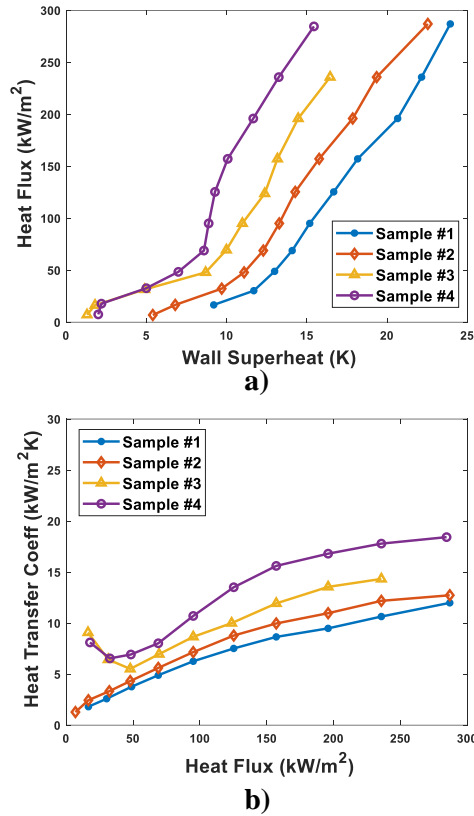 300
250
200
150
100
50
0
Heat Flux (kW/m²)
Sample #1
Sample #2
Sample #3
Sample #4
0 5 10 15 20 25
Wall Superheat (K)
a)
30
25
20
15
10
5
0
Heat Transfer Coeff (kW/m²K)
Sample #1
Sample #2
Sample #3
Sample #4
0 50 100 150 200 250 300
Heat Flux (kW/m²)
b)